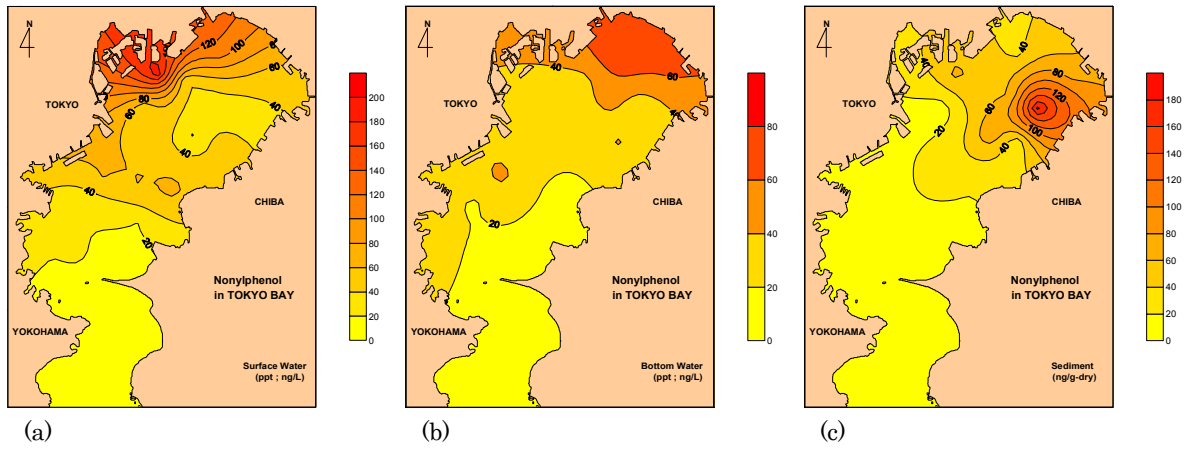 N
120
100
80
60
80
60
40
40
TOKYO
CHIBA
40
20
Nonylphenol
in TOKYO BAY
YOKOHAMA
Surface Water
(ppt ; ng/L)
200
180
160
140
120
100
80
60
40
20
0
(a)
N
40
60
40
TOKYO
CHIBA
20
Nonylphenol
in TOKYO BAY
YOKOHAMA
Bottom Water
(ppt ; ng/L)
80
60
40
20
0
(b)
N
40
40
60
120
60
100
20
40
TOKYO
CHIBA
Nonylphenol
in TOKYO BAY
YOKOHAMA
Sediment
(ng/g-dry)
180
160
140
120
100
80
60
40
20
0
(c)